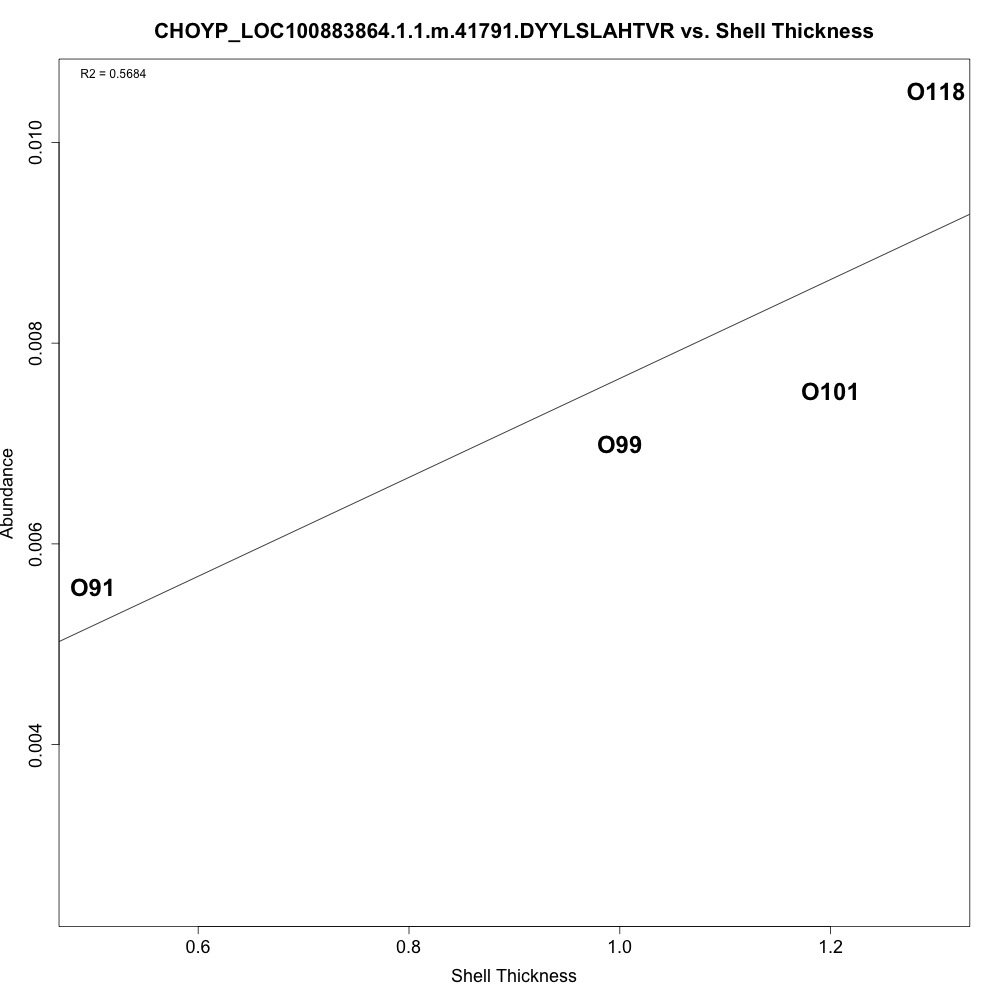 CHOYP_LOC100883864.1.1.m.41791.DYYLSLAHTVR vs. Shell Thickness
R2 = 0.5684
O118
0.010
0.008
O101
O99
Abundance
0.006
O91
0.004
0.6 0.8 1.0 1.2
Shell Thickness